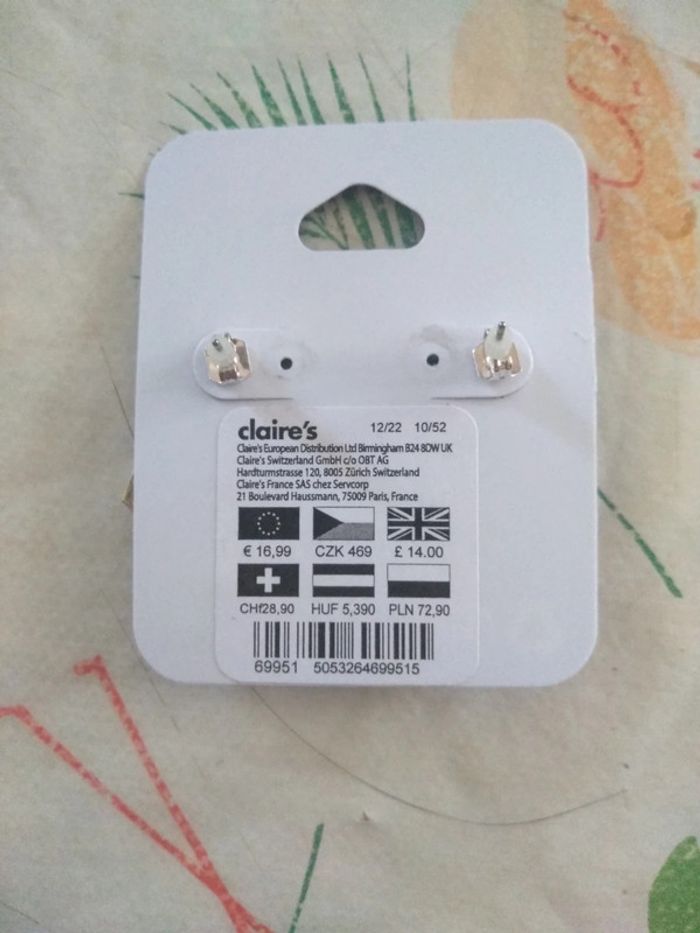 claire's 12/22 10/52
Claire's European Distribution Ltd Birmingham B24 8DW UK
Claire's Switzerland GmbH c/o OBT AG
Hardturmstrasse 120, 8005 Zürich Switzerland
Claire's France SAS chez Servcorp
21 Boulevard Haussmann, 75009 Paris, France
€ 16,99 CZK 469 £ 14.00
CHf28,90 HUF 5,390 PLN 72,90
69951 5053264699515